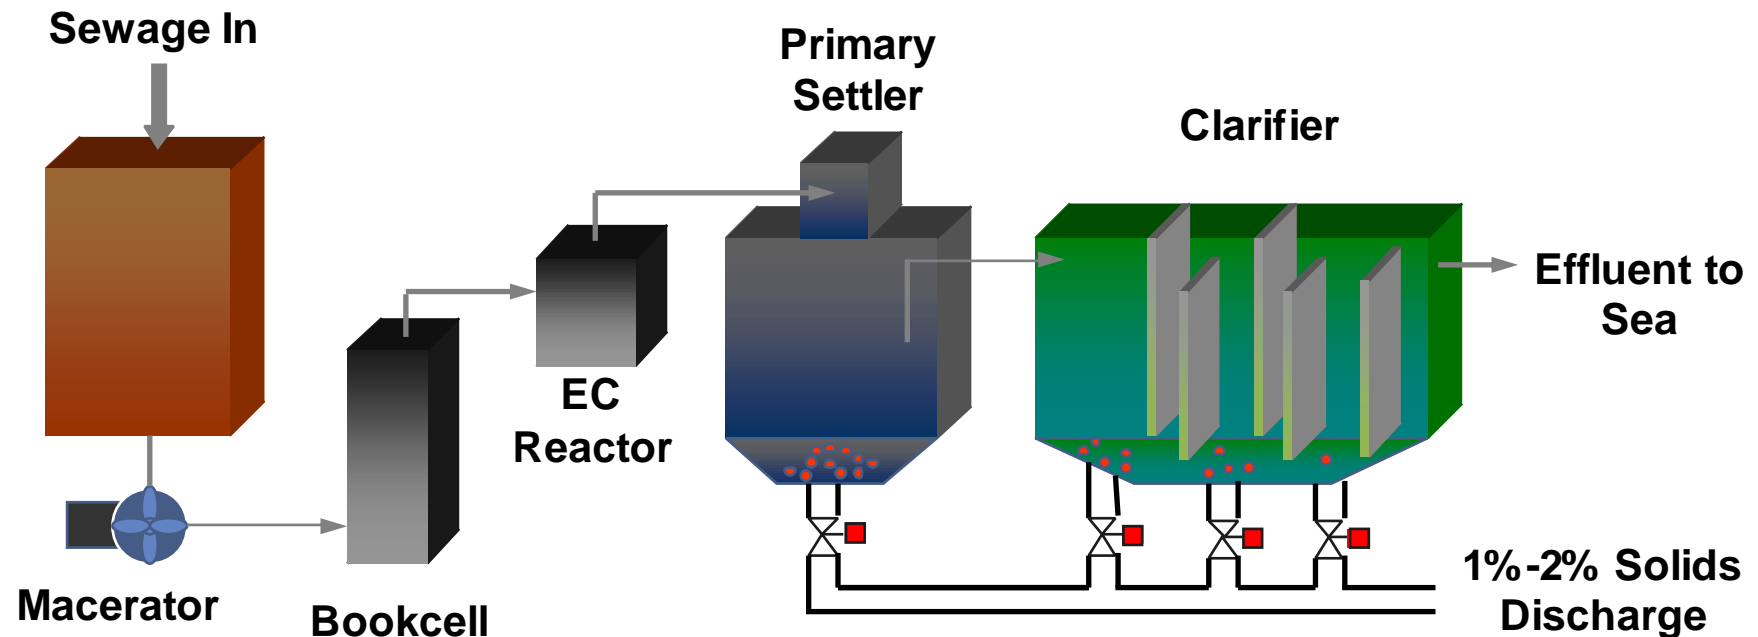 Sewage In
Primary
Settler
Clarifier
Effluent to
Sea
EC
Reactor
Macerator
Bookcell
1%-2% Solids
Discharge